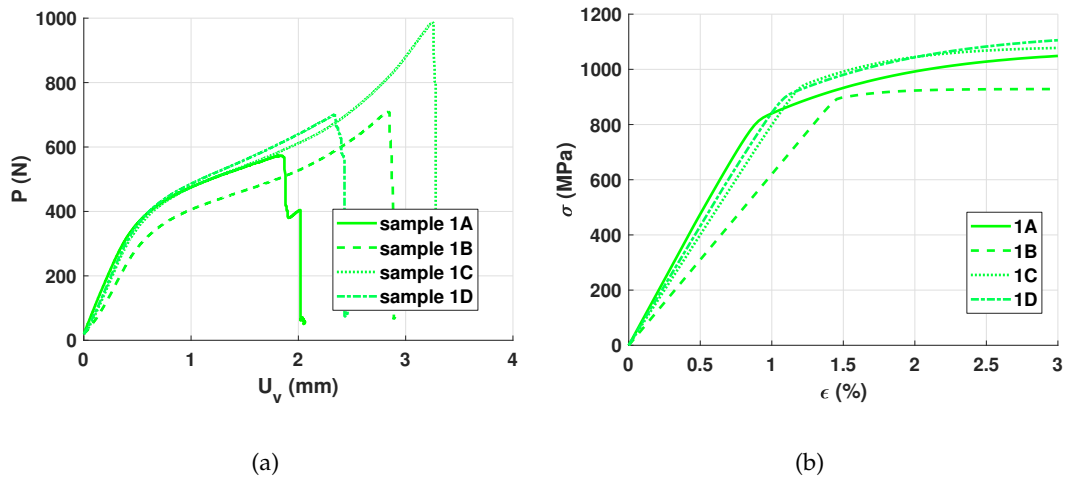 1000
800
600
400
200
0
0 1 2 3 4
P (N)
U_v (mm)
sample 1A
sample 1B
sample 1C
sample 1D
(a)
1200
1000
800
600
400
200
0
0 0.5 1 1.5 2 2.5 3
σ (MPa)
ϵ (%)
1A
1B
1C
1D
(b)